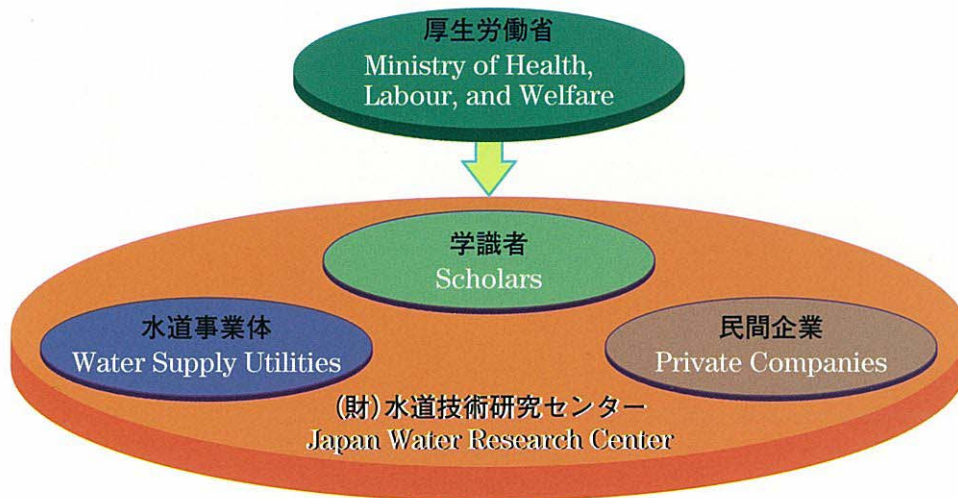 厚生労働省
Ministry of Health,
Labour, and Welfare
学識者
Scholars
水道事業体
Water Supply Utilities
民間企業
Private Companies
(財)水道技術研究センター
Japan Water Research Center